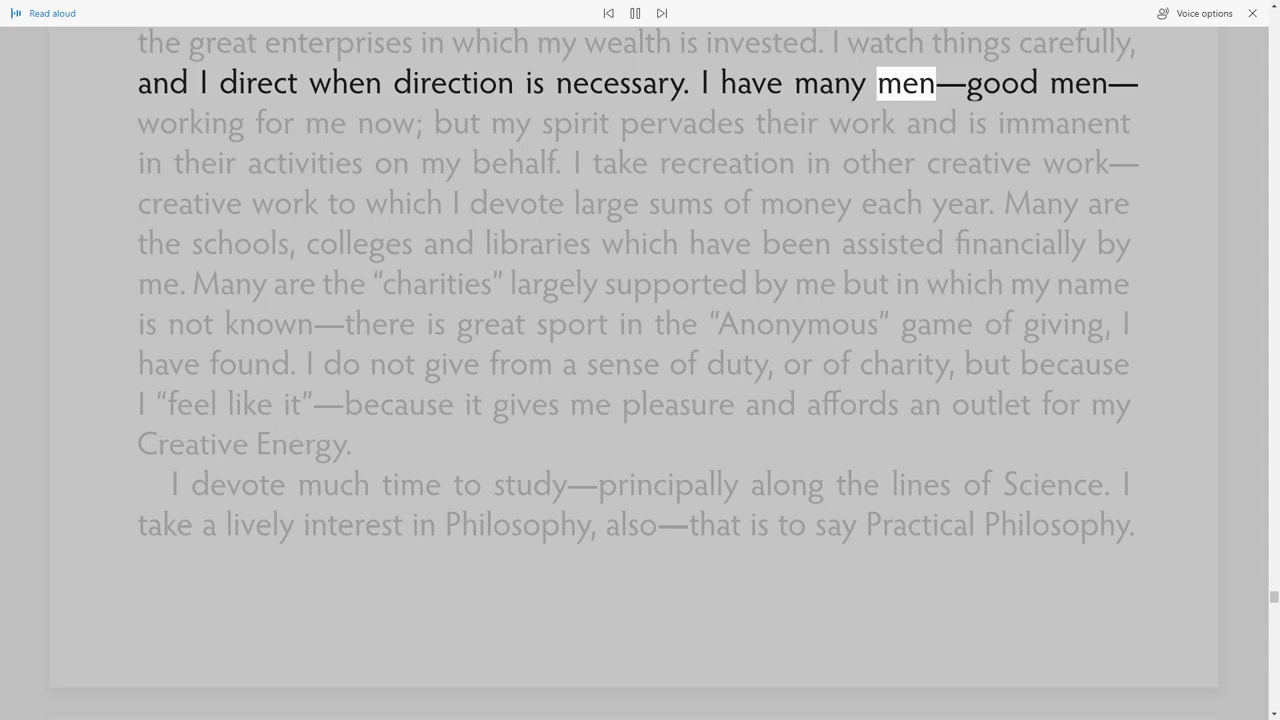 Read aloud
Voice options
the great enterprises in which my wealth is invested. I watch things carefully,
and I direct when direction is necessary. I have many men—good men—
working for me now; but my spirit pervades their work and is immanent
in their activities on my behalf. I take recreation in other creative work—
creative work to which I devote large sums of money each year. Many are
the schools, colleges and libraries which have been assisted financially by
me. Many are the “charities” largely supported by me but in which my name
is not known—there is great sport in the “Anonymous” game of giving, I
have found. I do not give from a sense of duty, or of charity, but because
I “feel like it”—because it gives me pleasure and affords an outlet for my
Creative Energy.
I devote much time to study—principally along the lines of Science. I
take a lively interest in Philosophy, also—that is to say Practical Philosophy.